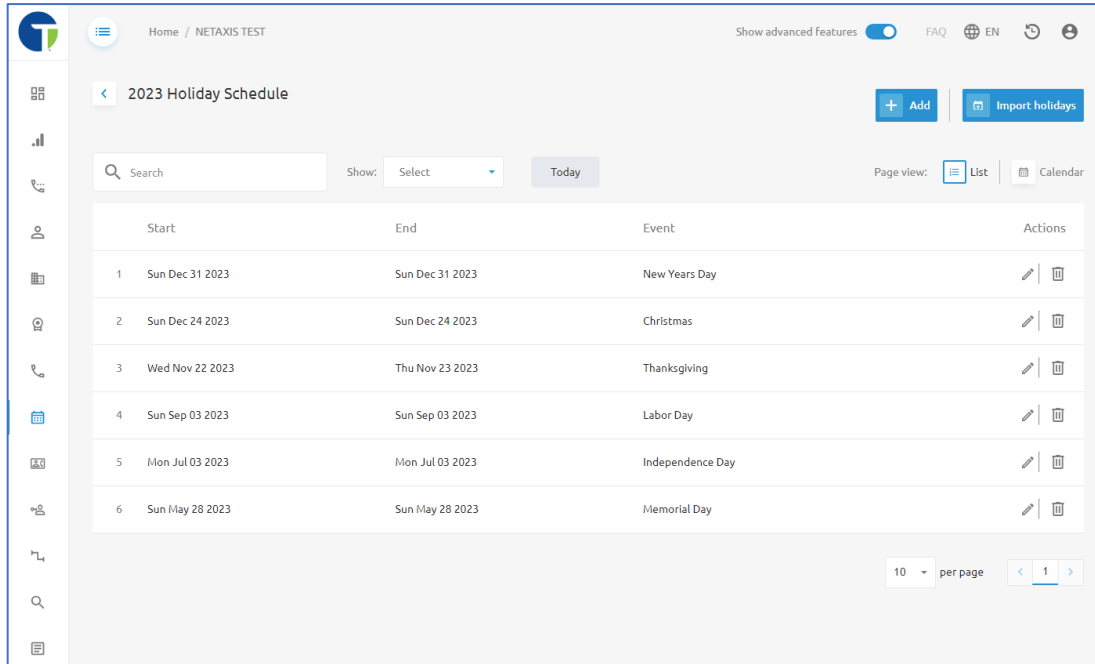 Home / NETAXIS TEST
Show advanced features FAQ EN
2023 Holiday Schedule
Add Import holidays
Search Show: Select Today Page view: List Calendar
Start End Event Actions
1 Sun Dec 31 2023 Sun Dec 31 2023 New Years Day
2 Sun Dec 24 2023 Sun Dec 24 2023 Christmas
3 Wed Nov 22 2023 Thu Nov 23 2023 Thanksgiving
4 Sun Sep 03 2023 Sun Sep 03 2023 Labor Day
5 Mon Jul 03 2023 Mon Jul 03 2023 Independence Day
6 Sun May 28 2023 Sun May 28 2023 Memorial Day
10 per page < 1 >